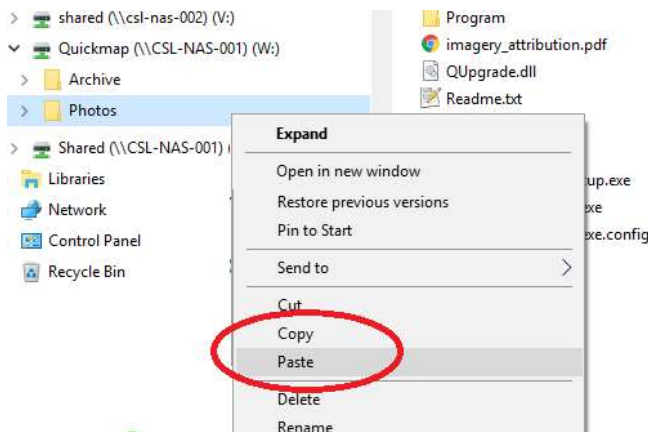 shared (\\csl-nas-002) (V:)
Quickmap (\\CSL-NAS-001) (W:)
Archive
Photos
Shared (\\CSL-NAS-001) (
Libraries
Network
Control Panel
Recycle Bin
Program
imagery_attribution.pdf
QUpgrade.dll
Readme.txt
up.exe
exe
exe.config
Expand
Open in new window
Restore previous versions
Pin to Start
Send to
Cut
Copy
Paste
Delete
Rename